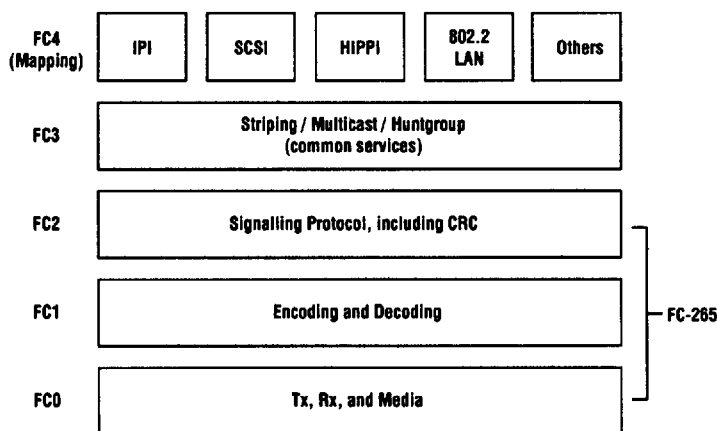 FC4
(Mapping)
IPI
SCSI
HIPPI
802.2
LAN
Others
FC3
Striping / Multicast / Huntgroup
(common services)
FC2
Signalling Protocol, including CRC
FC1
Encoding and Decoding
FC-265
FC0
Tx, Rx, and Media